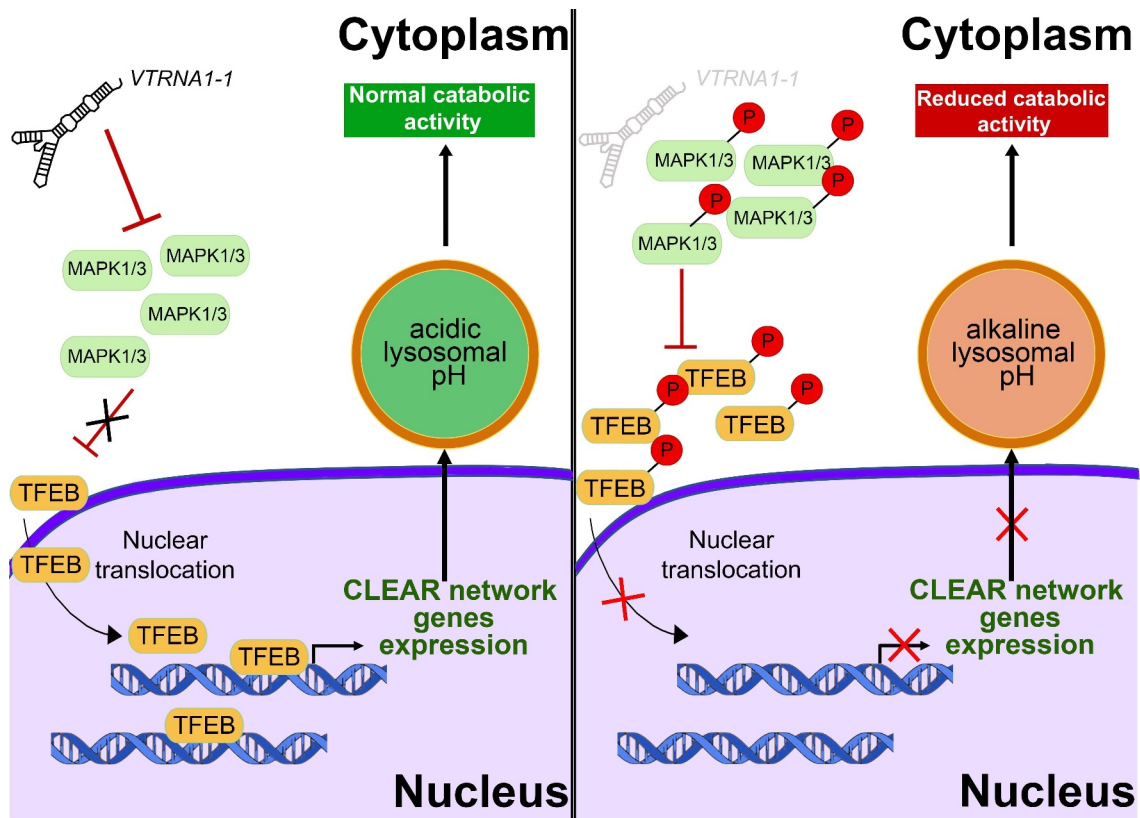 Cytoplasm
VTRNA1-1
Normal catabolic
activity
MAPK1/3
MAPK1/3
MAPK1/3
MAPK1/3
acidic
lysosomal
pH
TFEB
TFEB
Nuclear
translocation
CLEAR network
genes
expression
TFEB
TFEB
TFEB
Nucleus
Cytoplasm
VTRNA1-1
Reduced catabolic
activity
P
P
MAPK1/3
MAPK1/3
P
P
MAPK1/3
MAPK1/3
alkaline
lysosomal
pH
P
TFEB
P
P
TFEB
TFEB
P
TFEB
Nuclear
translocation
CLEAR network
genes
expression
Nucleus